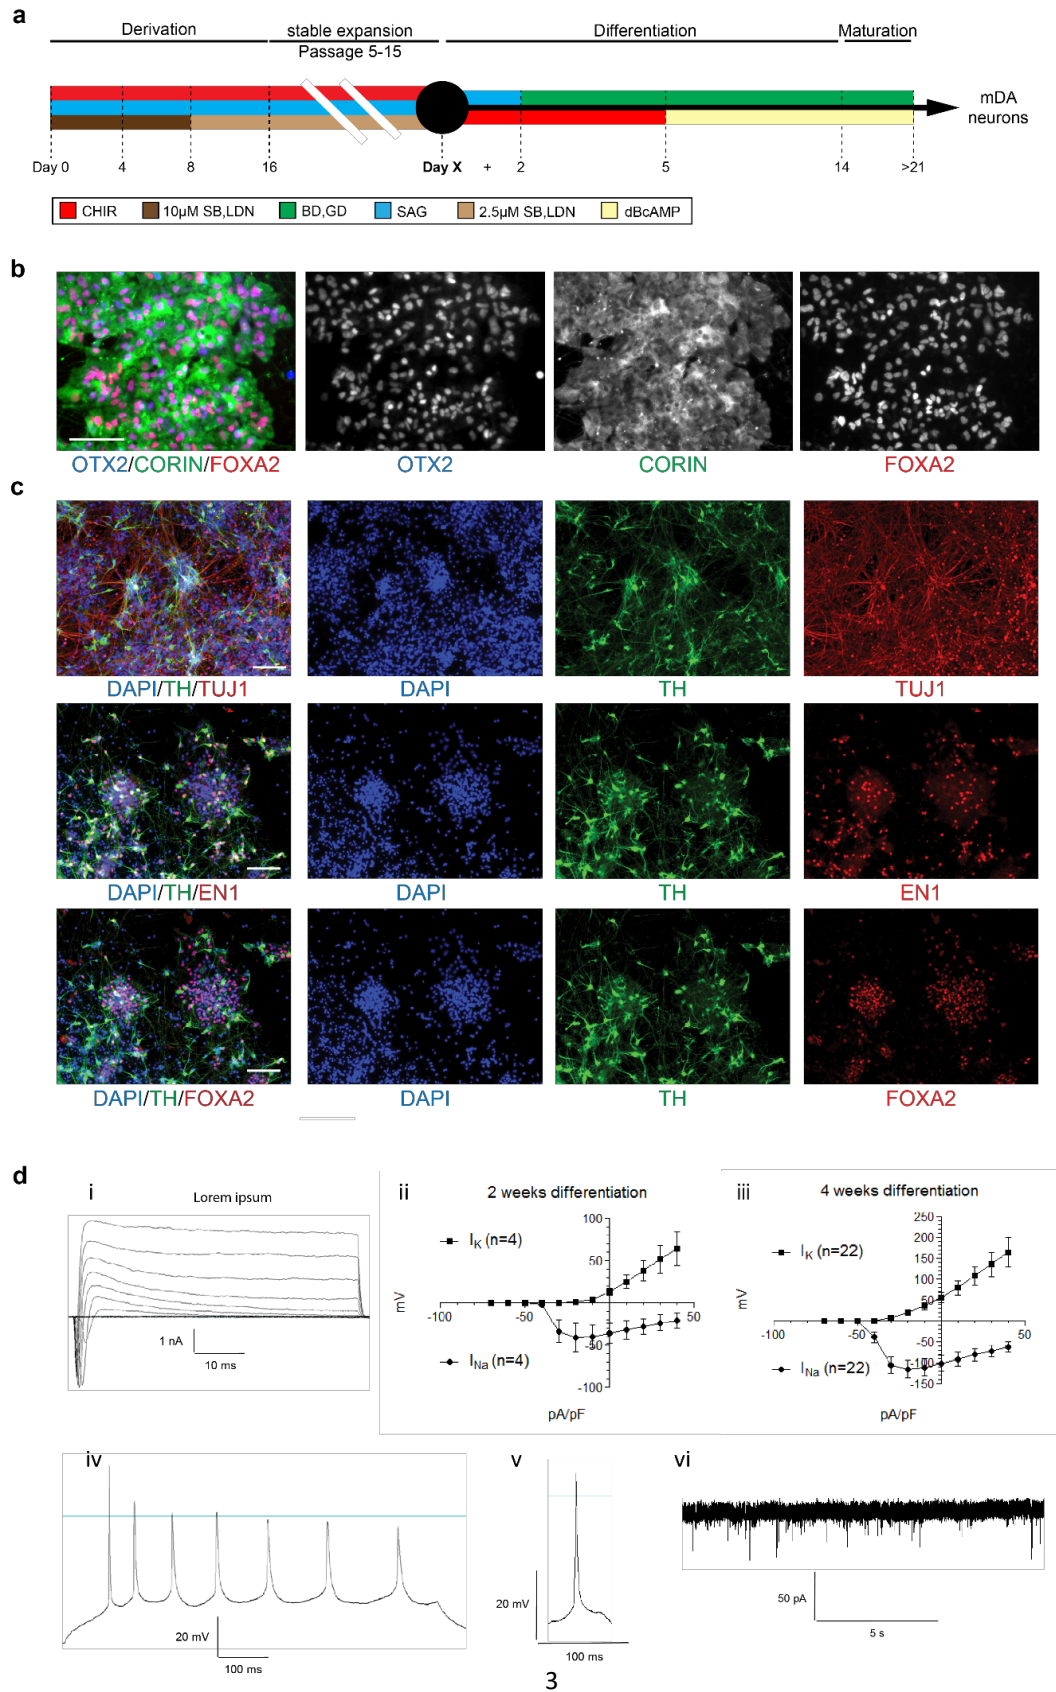 a
Derivation
stable expansion
Passage 5-15
Differentiation
Maturation
mDA
neurons
Day 0
4
8
16
Day X
+
2
5
14
>21
CHIR
10µM SB,LDN
BD,GD
SAG
2.5µM SB,LDN
dBcAMP
b
OTX2/CORIN/FOXA2
OTX2
CORIN
FOXA2
c
DAPI/TH/TUJ1
DAPI
TH
TUJ1
DAPI/TH/EN1
DAPI
TH
EN1
DAPI/TH/FOXA2
DAPI
TH
FOXA2
d
i
Lorem ipsum
1 nA
10 ms
ii
2 weeks differentiation
IK (n=4)
INa (n=4)
mV
100
50
-100
-50
50
-50
-100
pA/pF
iii
4 weeks differentiation
IK (n=22)
INa (n=22)
mV
250
200
150
100
50
-100
-50
50
-50
-100
-150
pA/pF
iv
20 mV
100 ms
v
20 mV
100 ms
vi
50 pA
5 s
3